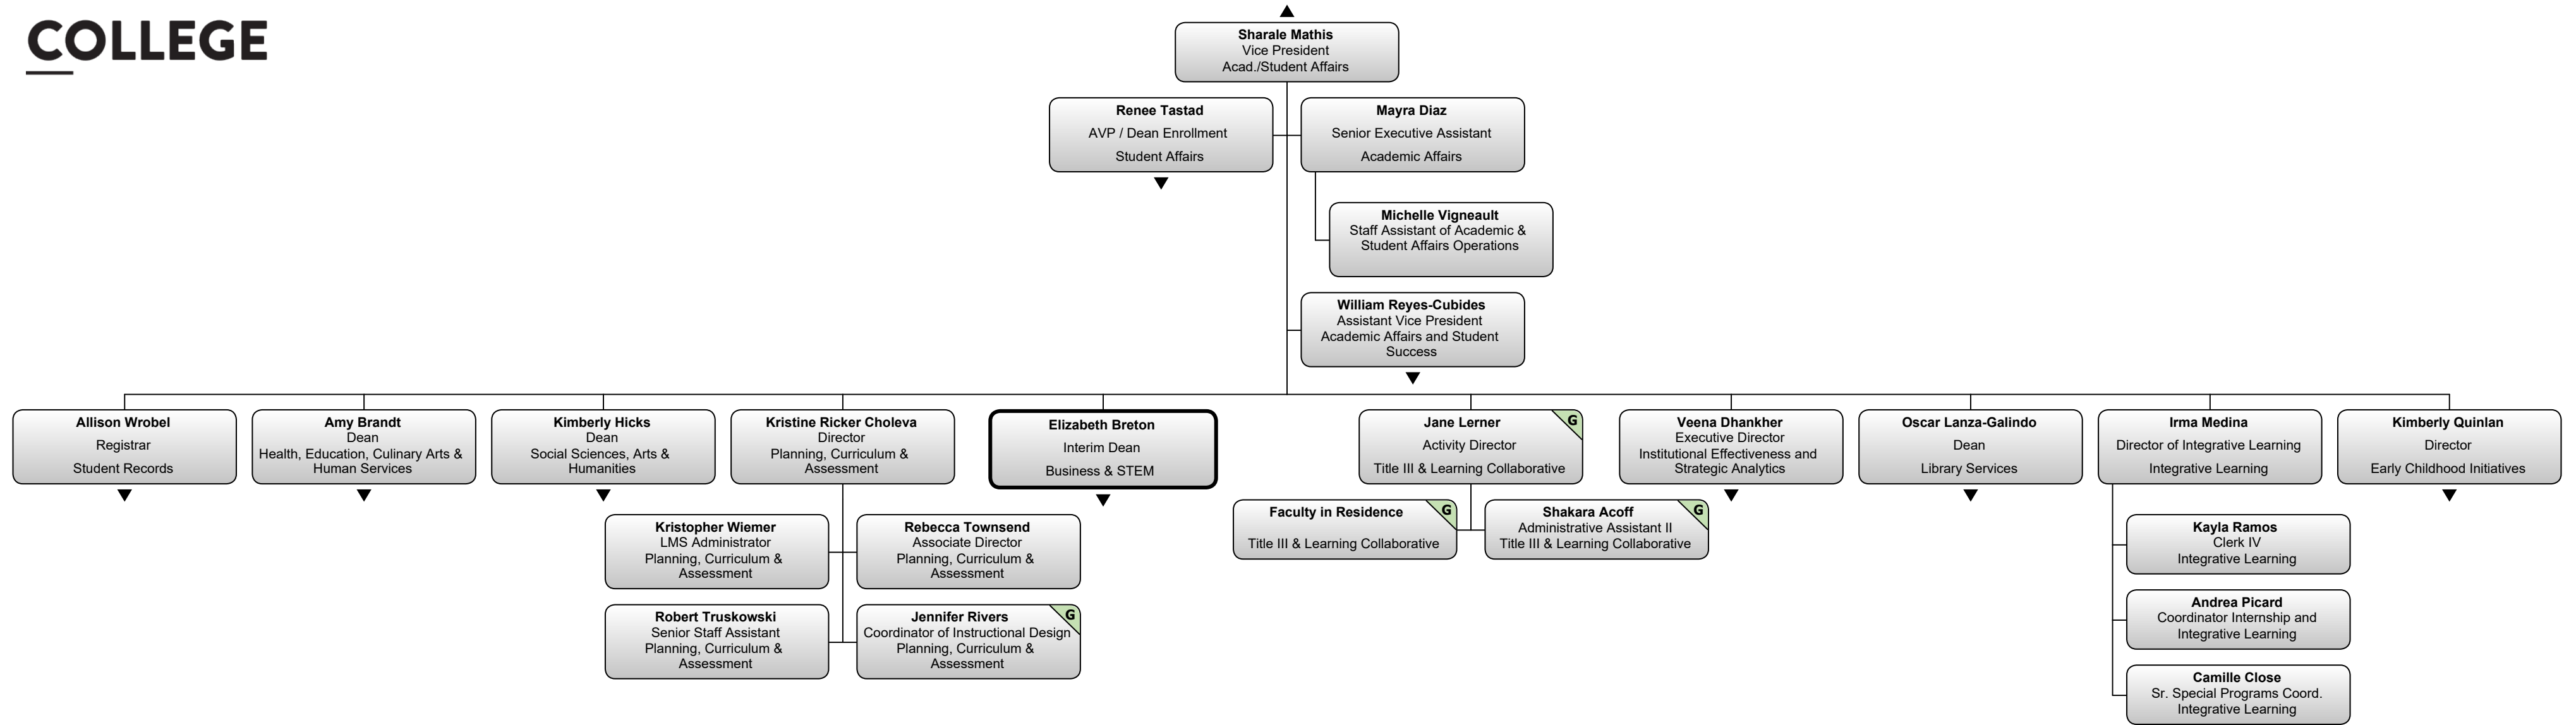 COLLEGE
Sharale Mathis
Vice President
Acad./Student Affairs
Renee Tastad
AVP / Dean Enrollment
Student Affairs
Mayra Diaz
Senior Executive Assistant
Academic Affairs
Michelle Vigneault
Staff Assistant of Academic &
Student Affairs Operations
William Reyes-Cubides
Assistant Vice President
Academic Affairs and Student
Success
Allison Wrobel
Registrar
Student Records
Amy Brandt
Dean
Health, Education, Culinary Arts &
Human Services
Kimberly Hicks
Dean
Social Sciences, Arts &
Humanities
Kristine Ricker Choleva
Director
Planning, Curriculum &
Assessment
Elizabeth Breton
Interim Dean
Business & STEM
Jane Lerner
G
Activity Director
Title III & Learning Collaborative
Veena Dhankher
Executive Director
Institutional Effectiveness and
Strategic Analytics
Oscar Lanza-Galindo
Dean
Library Services
Irma Medina
Director of Integrative Learning
Integrative Learning
Kimberly Quinlan
Director
Early Childhood Initiatives
Kristopher Wiemer
LMS Administrator
Planning, Curriculum &
Assessment
Rebecca Townsend
Associate Director
Planning, Curriculum &
Assessment
Robert Truskowski
Senior Staff Assistant
Planning, Curriculum &
Assessment
Jennifer Rivers
G
Coordinator of Instructional Design
Planning, Curriculum &
Assessment
Faculty in Residence
G
Title III & Learning Collaborative
Shakara Acoff
G
Administrative Assistant II
Title III & Learning Collaborative
Kayla Ramos
Clerk IV
Integrative Learning
Andrea Picard
Coordinator Internship and
Integrative Learning
Camille Close
Sr. Special Programs Coord.
Integrative Learning